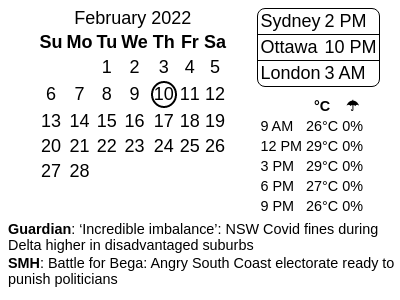 February 2022
Su Mo Tu We Th Fr Sa
1 2 3 4 5
6 7 8 9 10 11 12
13 14 15 16 17 18 19
20 21 22 23 24 25 26
27 28
Sydney 2 PM
Ottawa 10 PM
London 3 AM
°C ☂
9 AM 26°C 0%
12 PM 29°C 0%
3 PM 29°C 0%
6 PM 27°C 0%
9 PM 26°C 0%
Guardian: ‘Incredible imbalance’: NSW Covid fines during
Delta higher in disadvantaged suburbs
SMH: Battle for Bega: Angry South Coast electorate ready to
punish politicians